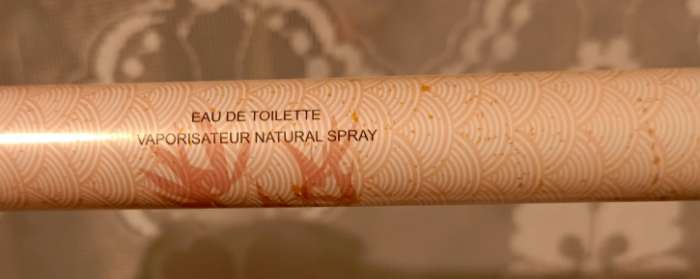 EAU DE TOILETTE
VAPORISATEUR NATURAL SPRAY